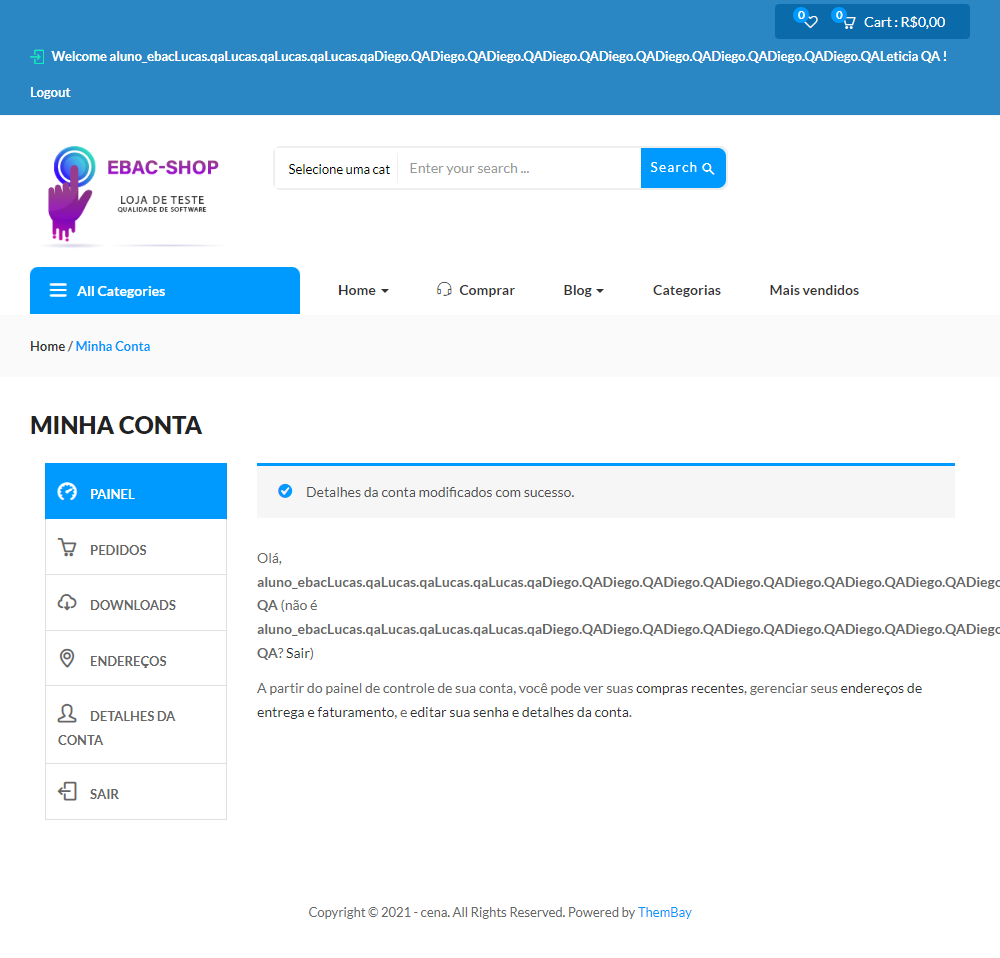 0
0
Cart : R$0,00
Welcome aluno_ebacLucas.qaLucas.qaLucas.qaLucas.qaDiego.QADiego.QADiego.QADiego.QADiego.QADiego.QADiego.QADiego.QADiego.QALeticia QA !
Logout
EBAC-SHOP
LOJA DE TESTE
QUALIDADE DE SOFTWARE
Selecione uma cat
Enter your search ...
Search
All Categories
Home
Comprar
Blog
Categorias
Mais vendidos
Home / Minha Conta
MINHA CONTA
PAINEL
PEDIDOS
DOWNLOADS
ENDEREÇOS
DETALHES DA
CONTA
SAIR
Detalhes da conta modificados com sucesso.
Olá,
aluno_ebacLucas.qaLucas.qaLucas.qaLucas.qaDiego.QADiego.QADiego.QADiego.QADiego.QADiego.QADiego
QA (não é
aluno_ebacLucas.qaLucas.qaLucas.qaLucas.qaDiego.QADiego.QADiego.QADiego.QADiego.QADiego.QADiego
QA? Sair)
A partir do painel de controle de sua conta, você pode ver suas compras recentes, gerenciar seus endereços de
entrega e faturamento, e editar sua senha e detalhes da conta.
Copyright © 2021 - cena. All Rights Reserved. Powered by ThemBay